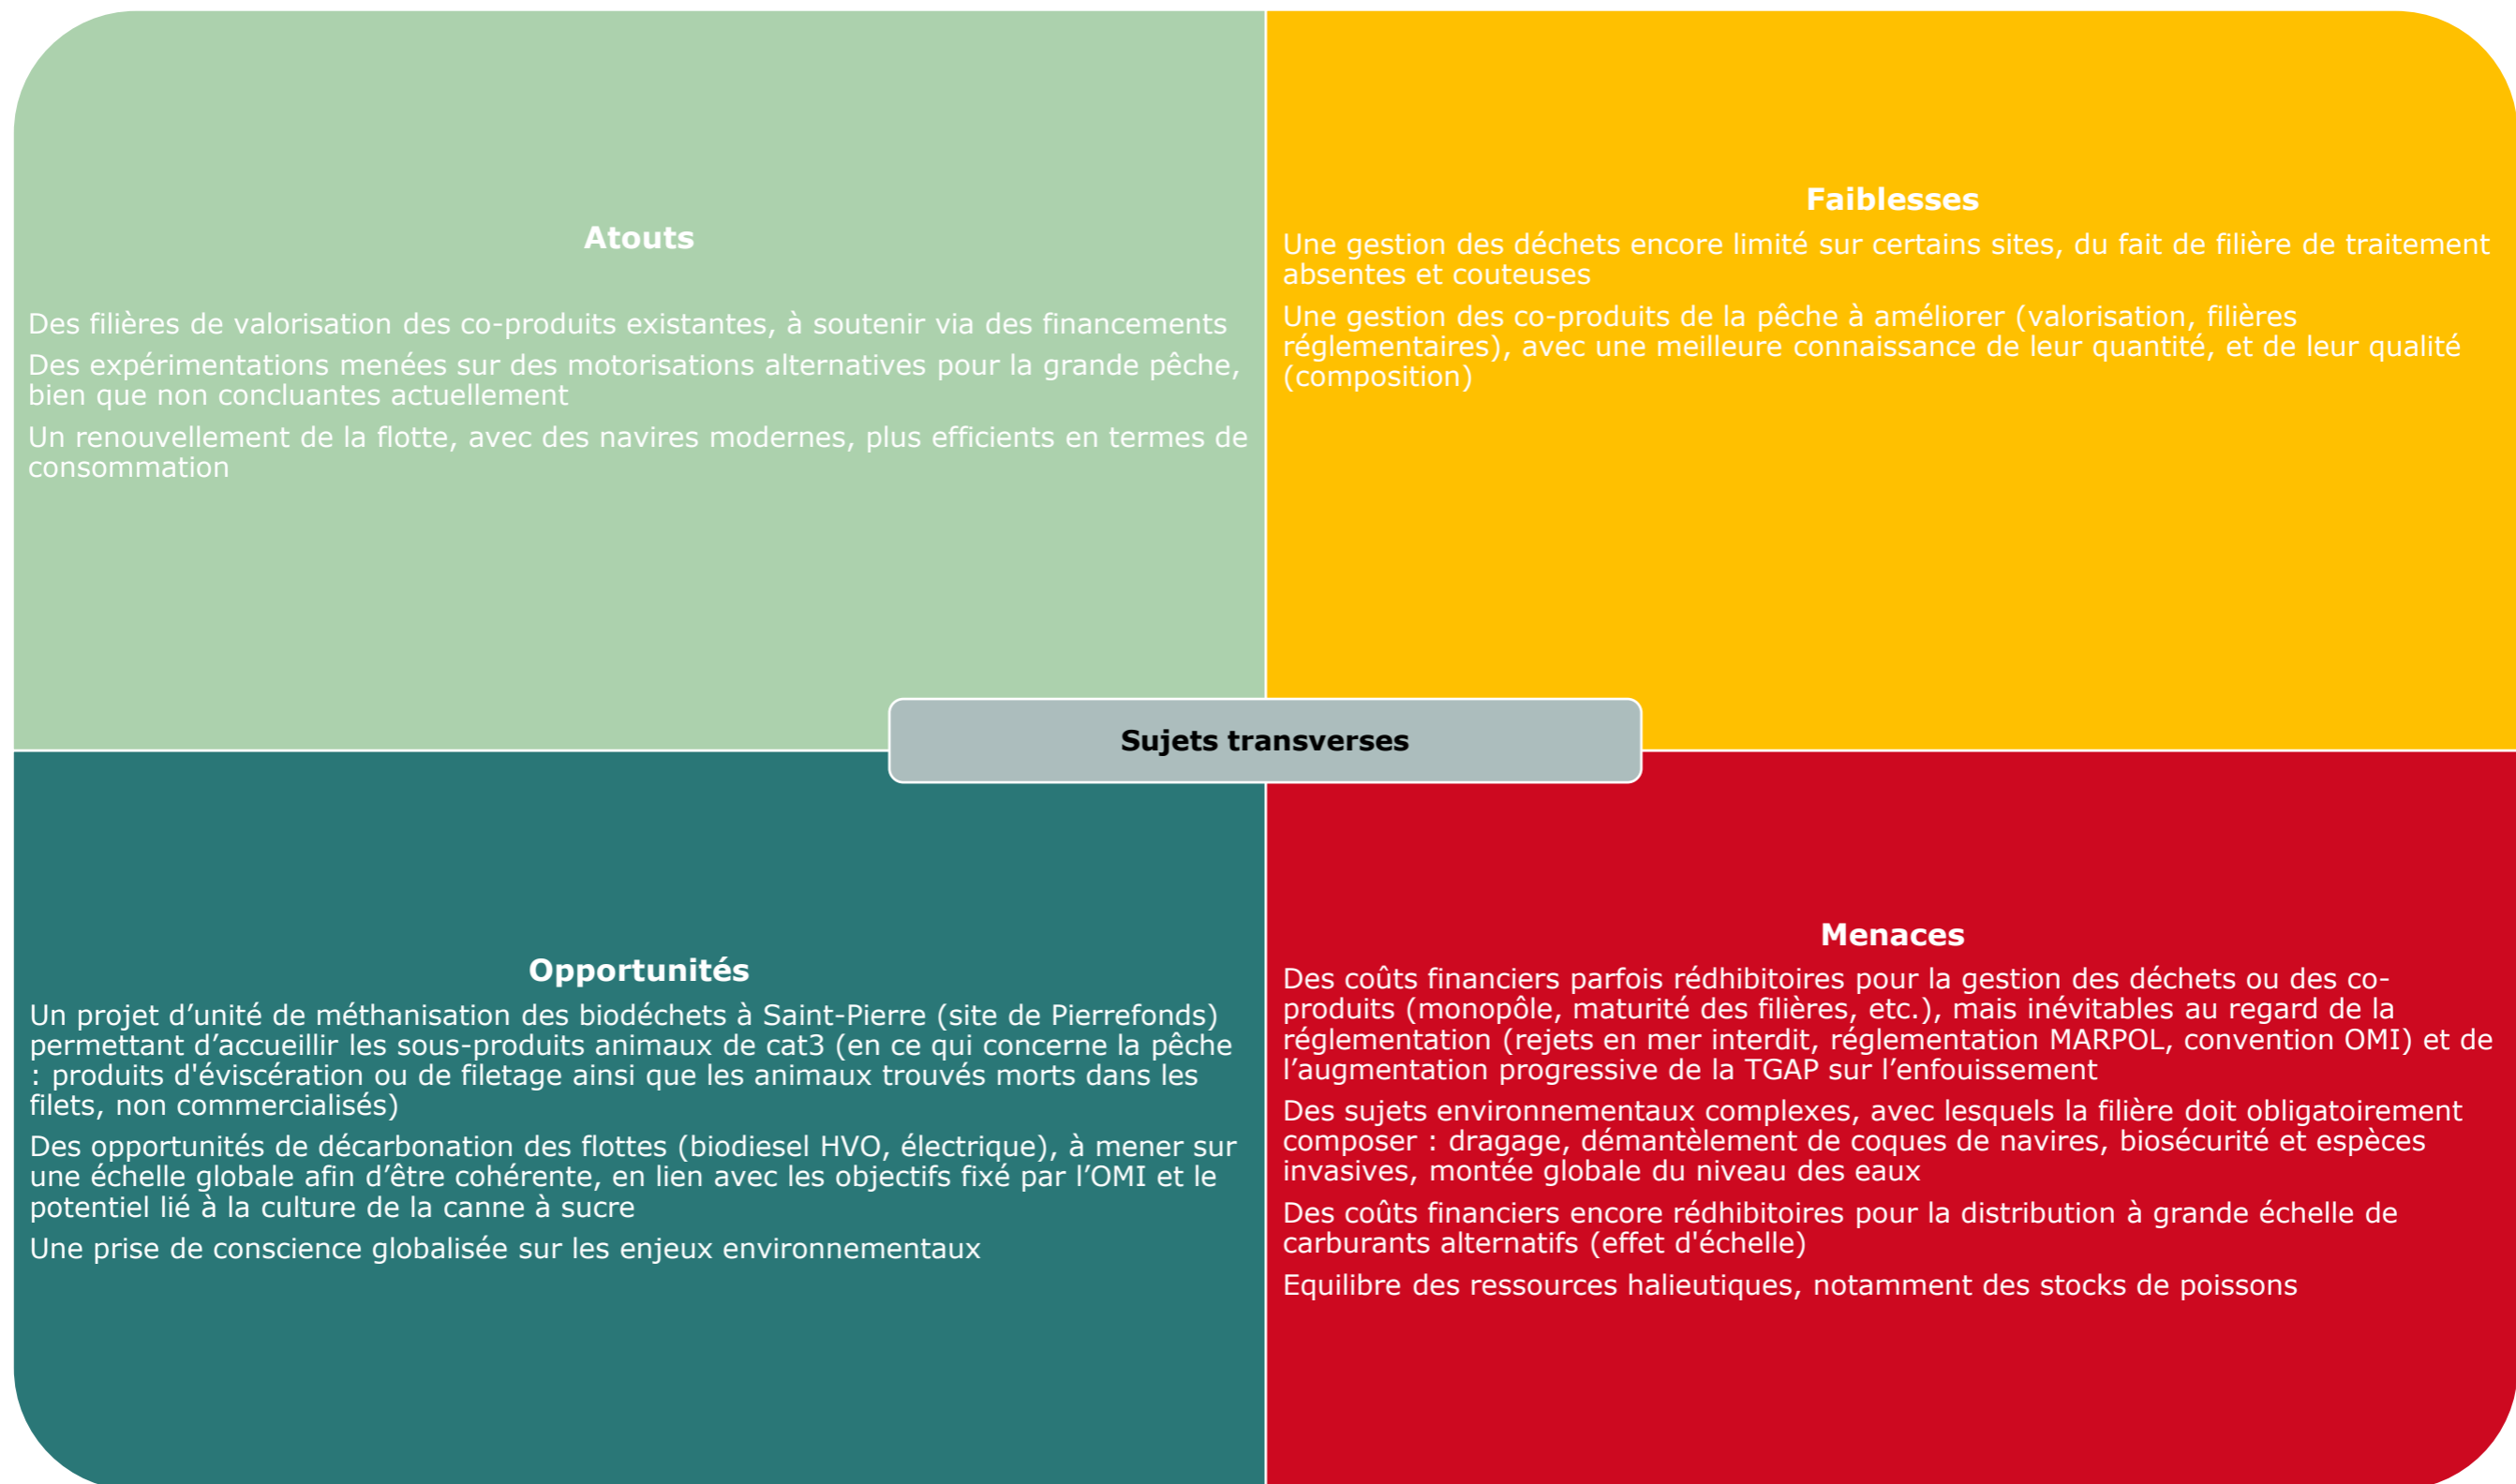 Atouts
Des filières de valorisation des co-produits existantes, à soutenir via des financements
Des expérimentations menées sur des motorisations alternatives pour la grande pêche,
bien que non concluantes actuellement
Un renouvellement de la flotte, avec des navires modernes, plus efficients en termes de
consommation
Faiblesses
Une gestion des déchets encore limité sur certains sites, du fait de filière de traitement
absentes et couteuses
Une gestion des co-produits de la pêche à améliorer (valorisation, filières
réglementaires), avec une meilleure connaissance de leur quantité, et de leur qualité
(composition)
Sujets transverses
Opportunités
Un projet d’unité de méthanisation des biodéchets à Saint-Pierre (site de Pierrefonds)
permettant d’accueillir les sous-produits animaux de cat3 (en ce qui concerne la pêche
: produits d'éviscération ou de filetage ainsi que les animaux trouvés morts dans les
filets, non commercialisés)
Des opportunités de décarbonation des flottes (biodiesel HVO, électrique), à mener sur
une échelle globale afin d’être cohérente, en lien avec les objectifs fixé par l’OMI et le
potentiel lié à la culture de la canne à sucre
Une prise de conscience globalisée sur les enjeux environnementaux
Menaces
Des coûts financiers parfois rédhibitoires pour la gestion des déchets ou des co-
produits (monopôle, maturité des filières, etc.), mais inévitables au regard de la
réglementation (rejets en mer interdit, réglementation MARPOL, convention OMI) et de
l’augmentation progressive de la TGAP sur l’enfouissement
Des sujets environnementaux complexes, avec lesquels la filière doit obligatoirement
composer : dragage, démantèlement de coques de navires, biosécurité et espèces
invasives, montée globale du niveau des eaux
Des coûts financiers encore rédhibitoires pour la distribution à grande échelle de
carburants alternatifs (effet d'échelle)
Equilibre des ressources halieutiques, notamment des stocks de poissons